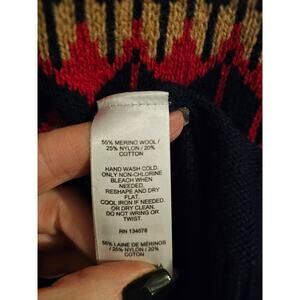 55% MERINO WOOL /
25% NYLON / 20%
COTTON
HAND WASH COLD.
ONLY NON-CHLORINE
BLEACH WHEN
NEEDED.
RESHAPE AND DRY
FLAT.
COOL IRON IF NEEDED
OR DRY CLEAN.
DO NOT WRING OR
TWIST.
RN 134578
55% LAINE DE MÉRINOS
/ 25% NYLON / 20%
COTON